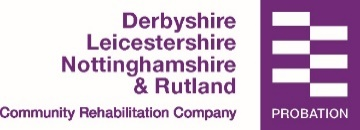 Derbyshire
Leicestershire
Nottinghamshire
& Rutland
Community Rehabilitation Company
PROBATION